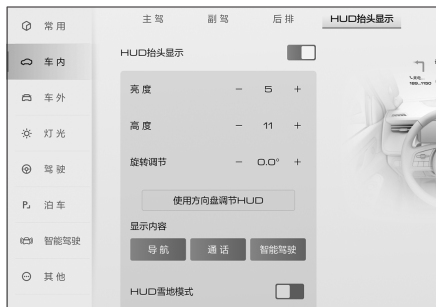 常用
车内
车外
灯光
驾驶
泊车
智能驾驶
其他
主驾 副驾 后排 HUD抬头显示
HUD抬头显示
亮度 - 5 +
高度 - 11 +
旋转调节 - 0.0° +
使用方向盘调节HUD
显示内容
导航 通话 智能驾驶
HUD雪地模式